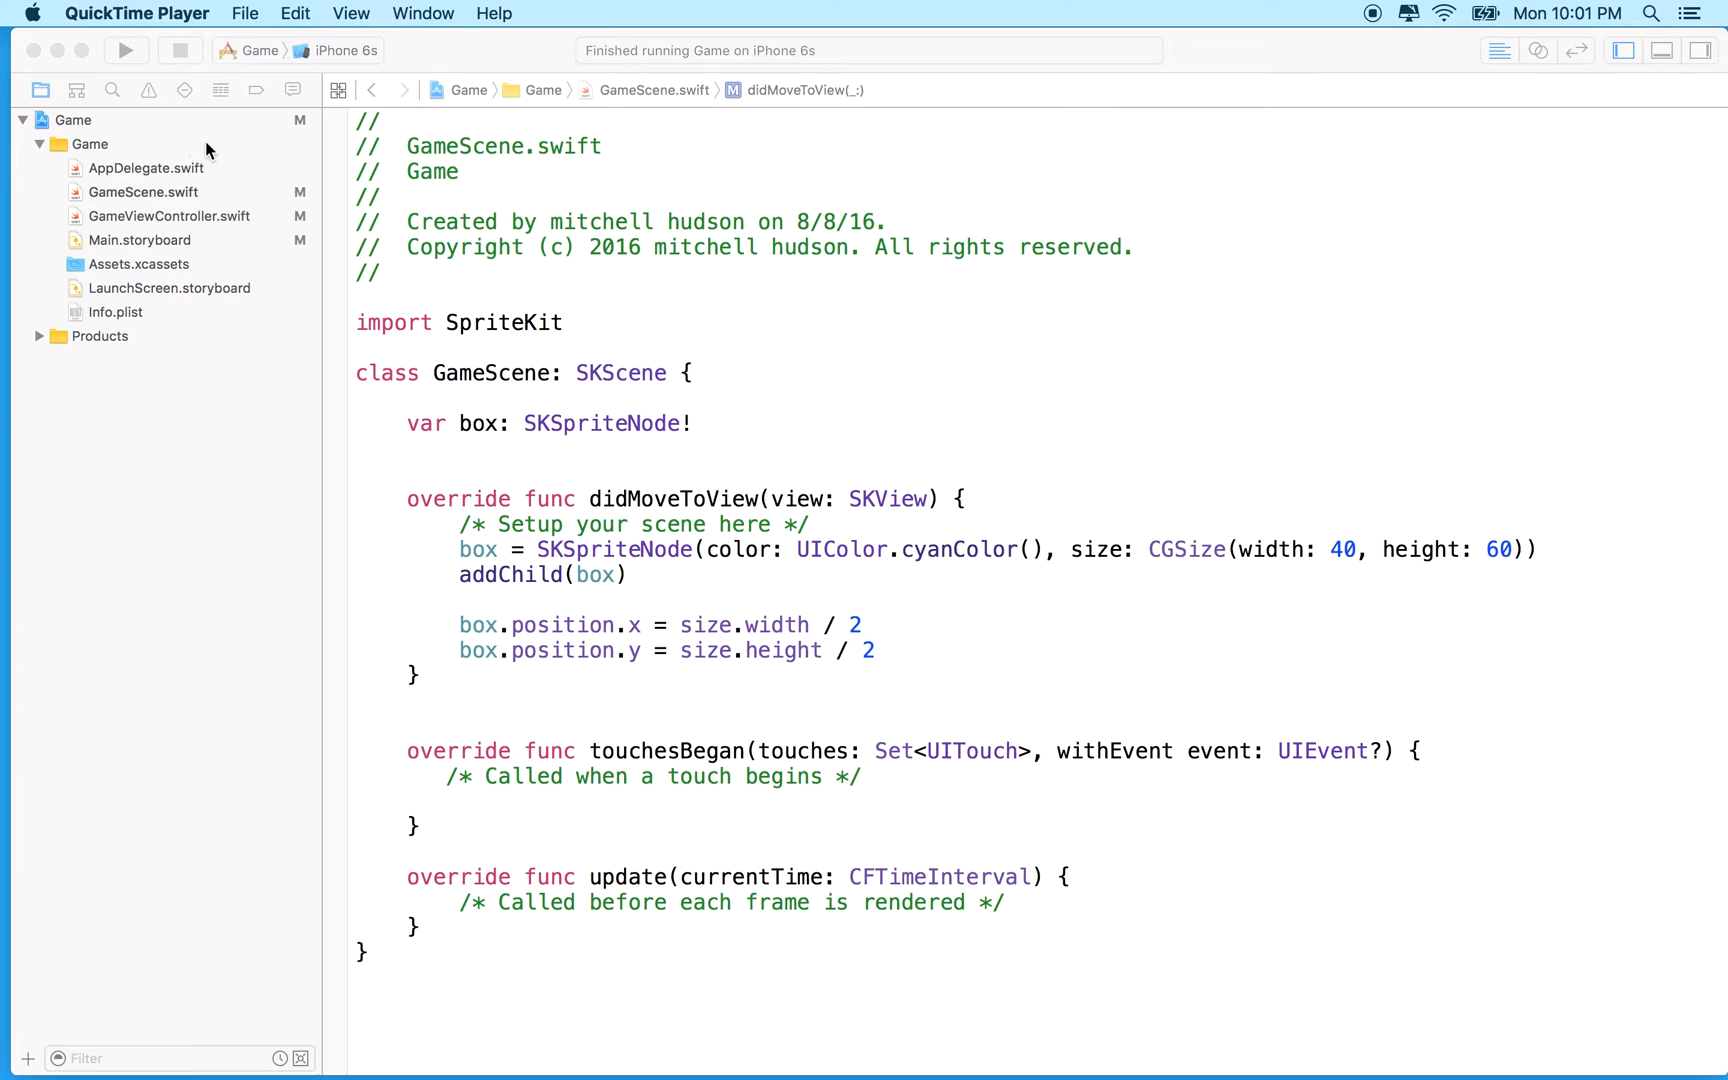 QuickTime Player File Edit View Window Help Mon 10:01 PM
Game iPhone 6s Finished running Game on iPhone 6s
Game Game GameScene.swift M didMoveToView(_:)
Game M
Game
AppDelegate.swift
GameScene.swift M
GameViewController.swift M
Main.storyboard M
Assets.xcassets
LaunchScreen.storyboard
Info.plist
Products
Filter
//
// GameScene.swift
// Game
//
// Created by mitchell hudson on 8/8/16.
// Copyright (c) 2016 mitchell hudson. All rights reserved.
//
import SpriteKit
class GameScene: SKScene {
var box: SKSpriteNode!
override func didMoveToView(view: SKView) {
/* Setup your scene here */
box = SKSpriteNode(color: UIColor.cyanColor(), size: CGSize(width: 40, height: 60))
addChild(box)
box.position.x = size.width / 2
box.position.y = size.height / 2
}
override func touchesBegan(touches: Set<UITouch>, withEvent event: UIEvent?) {
/* Called when a touch begins */
}
override func update(currentTime: CFTimeInterval) {
/* Called before each frame is rendered */
}
}